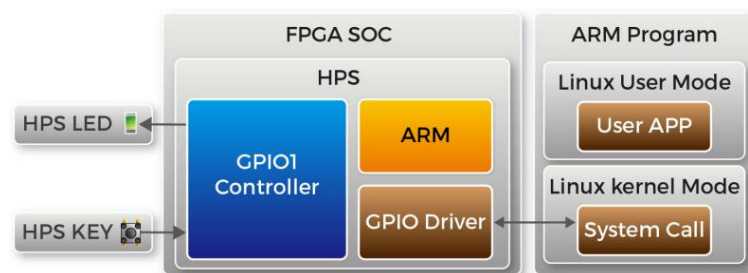 FPGA SOC
HPS
HPS LED
HPS KEY
GPIO1
Controller
ARM
GPIO Driver
ARM Program
Linux User Mode
User APP
Linux kernel Mode
System Call